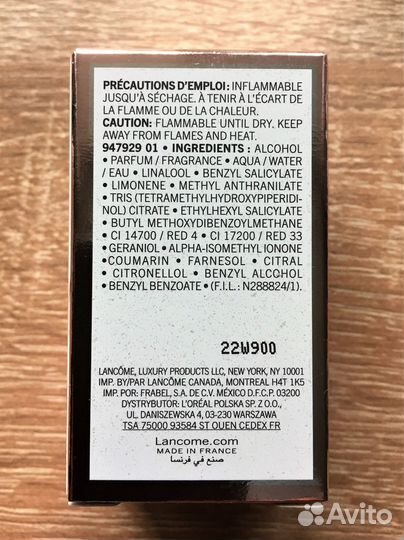 PRÉCAUTIONS D'EMPLOI: INFLAMMABLE
JUSQU'À SÉCHAGE. À TENIR À L'ÉCART DE
LA FLAMME OU DE LA CHALEUR.
CAUTION: FLAMMABLE UNTIL DRY. KEEP
AWAY FROM FLAMES AND HEAT.
947929 01 • INGREDIENTS: ALCOHOL
• PARFUM / FRAGRANCE • AQUA / WATER
/ EAU • LINALOOL • BENZYL SALICYLATE
• LIMONENE • METHYL ANTHRANILATE
• TRIS (TETRAMETHYLHYDROXYPIPERIDI-
NOL) CITRATE • ETHYLHEXYL SALICYLATE
• BUTYL METHOXYDIBENZOYLMETHANE
• CI 14700 / RED 4 • CI 17200 / RED 33
• GERANIOL • ALPHA-ISOMETHYL IONONE
• COUMARIN • FARNESOL • CITRAL
• CITRONELLOL • BENZYL ALCOHOL
• BENZYL BENZOATE • (F.I.L. N288824/1).
22W900
LANCÔME, LUXURY PRODUCTS LLC, NEW YORK, NY 10001
IMP. BY/PAR LANCÔME CANADA, MONTREAL H4T 1K5
IMP. POR: FRABEL, S.A. DE C.V. MÉXICO D.F.C.P. 03200
DYSTRYBUTOR: L'ORÉAL POLSKA SP. Z O.O.,
UL. DANISZEWSKA 4, 03-230 WARSZAWA
TSA 75000 93584 ST OUEN CEDEX FR
Lancome.com
MADE IN FRANCE
صنع في فرنسا
Avito